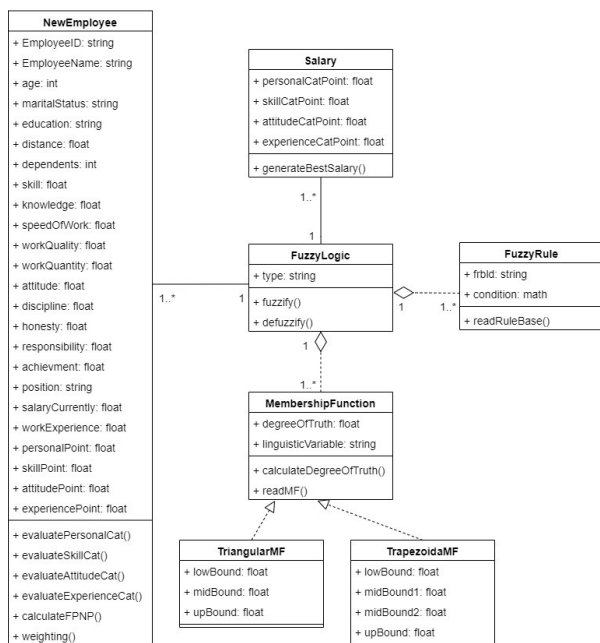 NewEmployee
+ EmployeeID: string
+ EmployeeName: string
+ age: int
+ maritalStatus: string
+ education: string
+ distance: float
+ dependents: int
+ skill: float
+ knowledge: float
+ speedOfWork: float
+ workQuality: float
+ workQuantity: float
+ attitude: float
+ discipline: float
+ honesty: float
+ responsibility: float
+ achievment: float
+ position: string
+ salaryCurrently: float
+ workExperience: float
+ personalPoint: float
+ skillPoint: float
+ attitudePoint: float
+ experiencePoint: float
+ evaluatePersonalCat()
+ evaluateSkillCat()
+ evaluateAttitudeCat()
+ evaluateExperienceCat()
+ calculateFPNP()
+ weighting()
1..*
1
Salary
+ personalCatPoint: float
+ skillCatPoint: float
+ attitudeCatPoint: float
+ experienceCatPoint: float
+ generateBestSalary()
1..*
1
FuzzyLogic
+ type: string
+ fuzzify()
+ defuzzify()
1
1..*
FuzzyRule
+ frbId: string
+ condition: math
+ readRuleBase()
1
1..*
MembershipFunction
+ degreeOfTruth: float
+ linguisticVariable: string
+ calculateDegreeOfTruth()
+ readMF()
TriangularMF
+ lowBound: float
+ midBound: float
+ upBound: float
TrapezoidaMF
+ lowBound: float
+ midBound1: float
+ midBound2: float
+ upBound: float